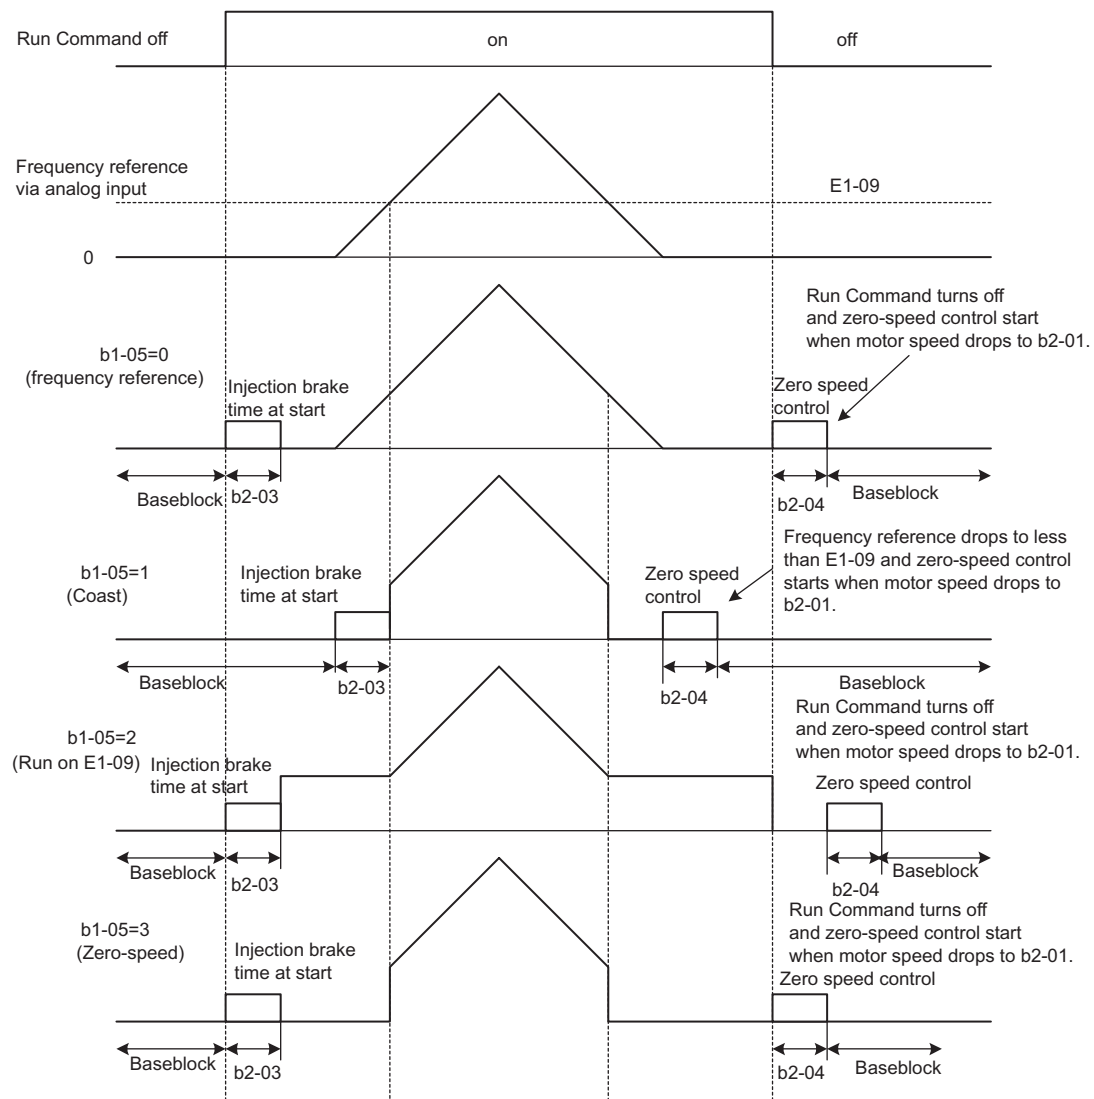 Run Command off
on
off
Frequency reference
via analog input
E1-09
0
Run Command turns off
and zero-speed control start
when motor speed drops to b2-01.
b1-05=0
(frequency reference)
Injection brake
time at start
Zero speed
control
Baseblock
b2-03
b2-04
Baseblock
Frequency reference drops to less
than E1-09 and zero-speed control
starts when motor speed drops to
b2-01.
b1-05=1
(Coast)
Injection brake
time at start
Zero speed
control
Baseblock
b2-03
b2-04
Baseblock
Run Command turns off
and zero-speed control start
when motor speed drops to b2-01.
b1-05=2
(Run on E1-09)
Injection brake
time at start
Zero speed control
Baseblock
b2-03
b2-04
Baseblock
Run Command turns off
and zero-speed control start
when motor speed drops to b2-01.
b1-05=3
(Zero-speed)
Injection brake
time at start
Zero speed control
Baseblock
b2-03
b2-04
Baseblock